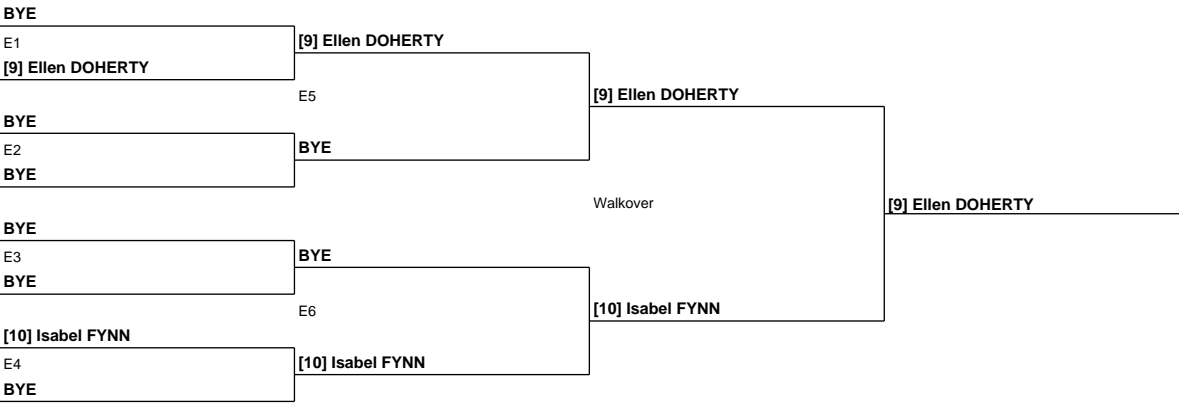 BYE
E1
[9] Ellen DOHERTY
[9] Ellen DOHERTY
E5
[9] Ellen DOHERTY
BYE
E2
BYE
BYE
Walkover
[9] Ellen DOHERTY
BYE
E3
BYE
BYE
E6
[10] Isabel FYNN
[10] Isabel FYNN
E4
[10] Isabel FYNN
BYE